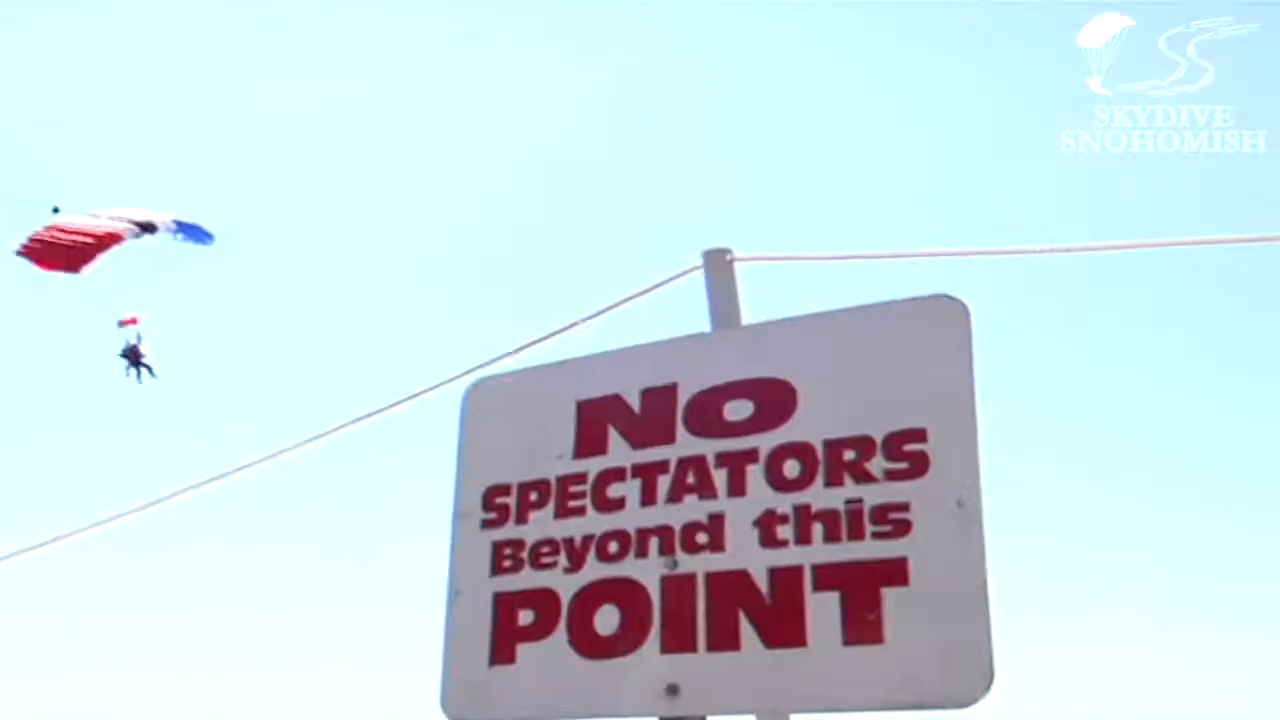 SKYDIVE
SNOHOMISH
NO
SPECTATORS
Beyond this
POINT